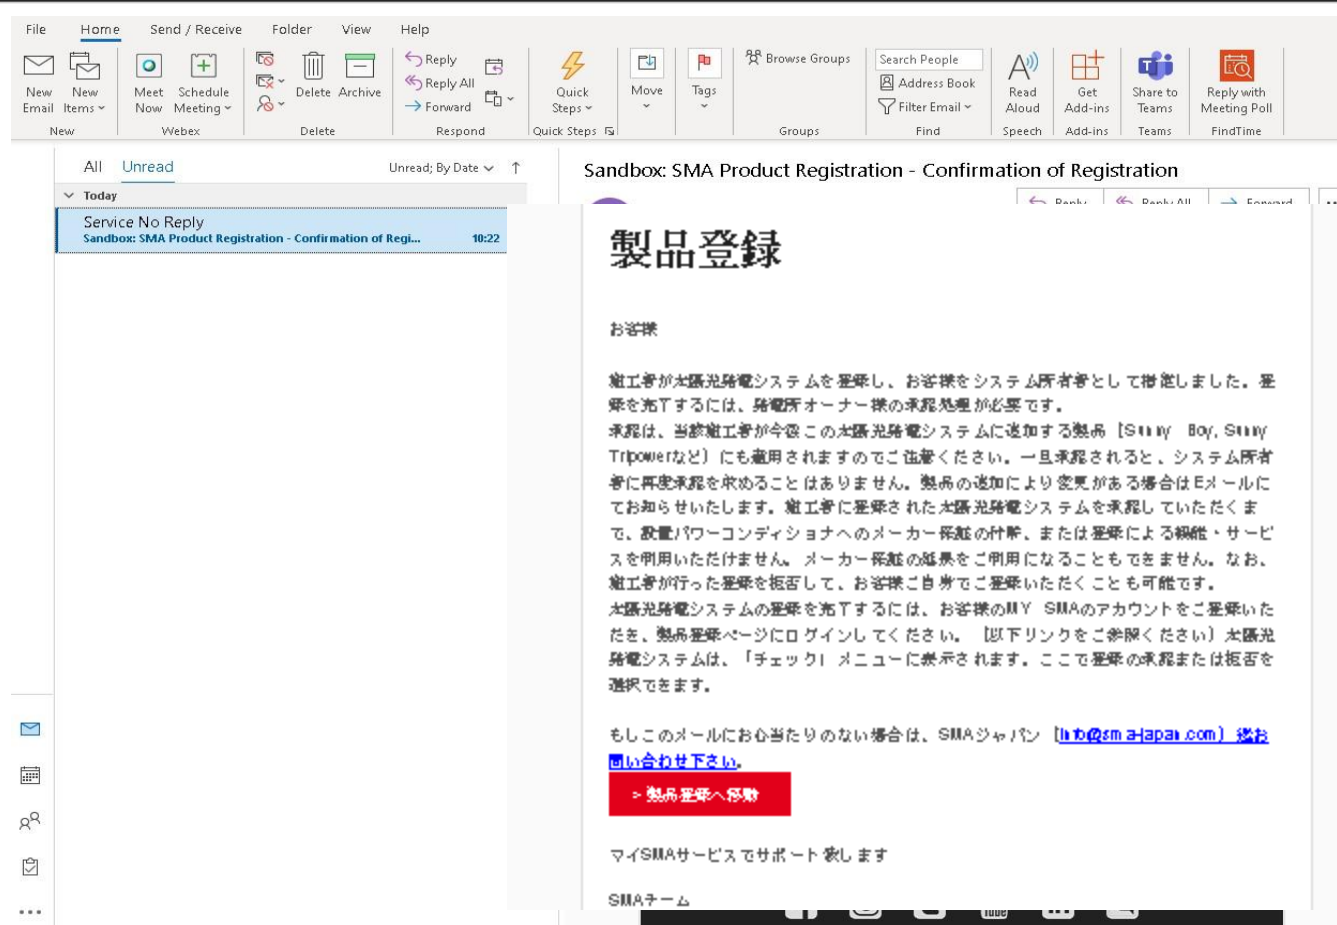 File Home Send / Receive Folder View Help
New Email New Items Meet Now Schedule Meeting Delete Archive Reply Reply All Forward Quick Steps Move Tags Browse Groups Search People Address Book Filter Email Read Aloud Get Add-ins Share to Teams Reply with Meeting Poll
New Webex Delete Respond Quick Steps Groups Find Speech Add-ins Teams FindTime
All Unread Unread; By Date
Today
Service No Reply
Sandbox: SMA Product Registration - Confirmation of Regi... 10:22
Sandbox: SMA Product Registration - Confirmation of Registration
Reply Reply All Forward
製品登録
お客様
施工者が太陽光発電システムを登録し、お客様をシステム所有者として指定しました。登
録を完了するには、発電所オーナー様の承認処理が必要です。
承認は、当該施工者が今後この太陽光発電システムに追加する製品（Sunny Boy, Sunny
Tripowerなど）にも適用されますのでご注意ください。一旦承認されると、システム所有
者に再度承認を求めることはありません。製品の追加により変更がある場合はEメールに
てお知らせいたします。施工者に登録された太陽光発電システムを承認していただくま
で、設置パワーコンディショナへのメーカー保証の付帯、または登録による機能・サービ
スを利用いただけません。メーカー保証の延長をご利用になることもできません。なお、
施工者が行った登録を拒否して、お客様ご自身でご登録いただくことも可能です。
太陽光発電システムの登録を完了するには、お客様のMY SMAのアカウントをご登録いた
だき、製品登録ページにログインしてください。（以下リンクをご参照ください）太陽光
発電システムは、「チェック」メニューに表示されます。ここで登録の承認または拒否を
選択できます。
もしこのメールにお心当たりのない場合は、SMAジャパン（info@sma-japan.com）迄お
問い合わせ下さい。
> 製品登録へ移動
マイSMAサービスでサポート致します
SMAチーム